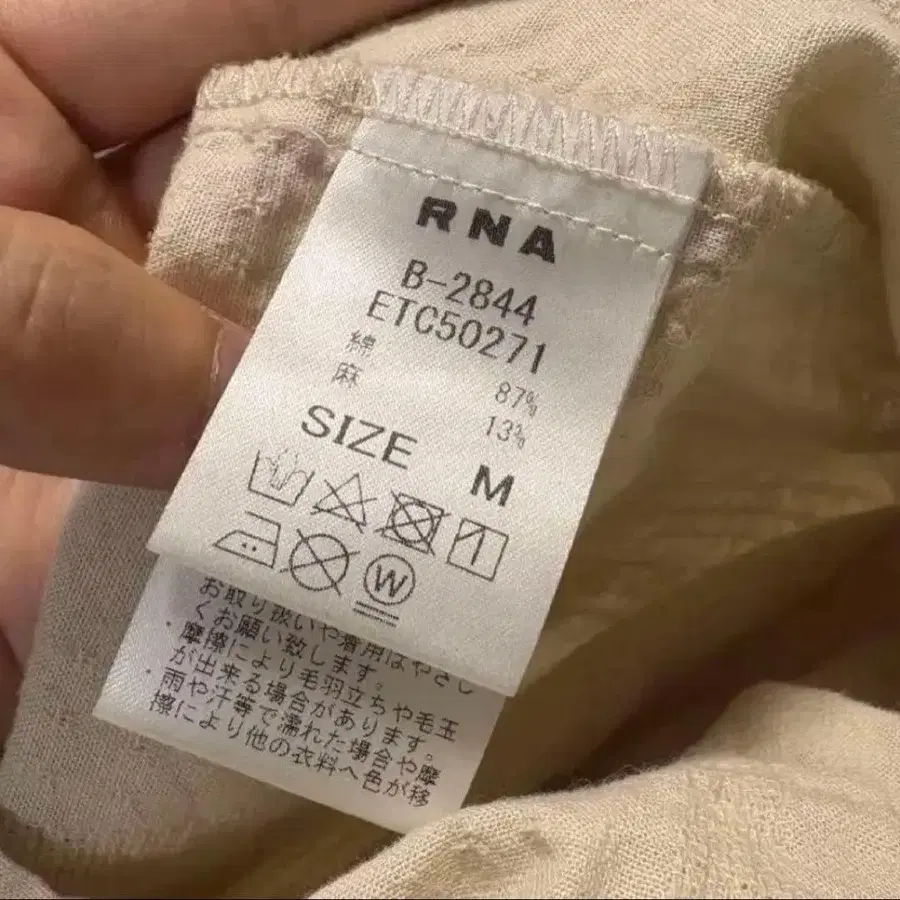 RNA
B-2844
ETC50271
綿 87%
麻 13%
SIZE M
W
お取り扱いや着用はやさし
くお願い致します。
・摩擦により毛羽立ちや毛玉
が出来る場合があります。
・雨や汗等で濡れた場合や摩
擦により他の衣料へ色が移